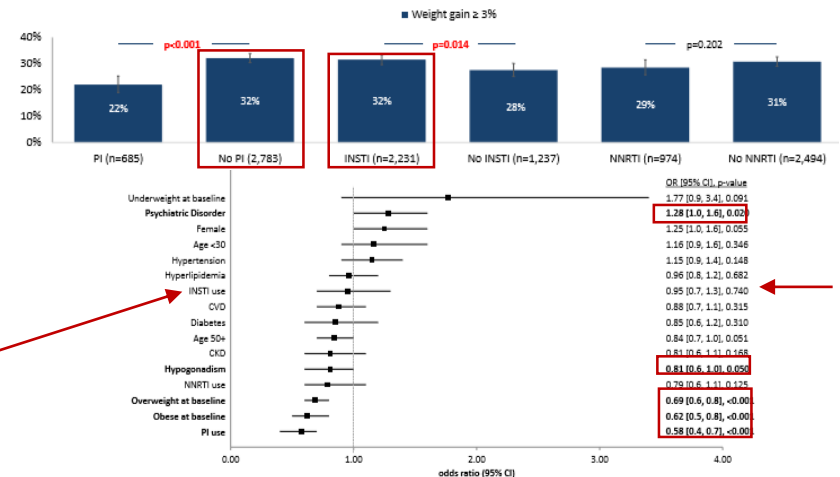 Weight gain ≥ 3%
p<0.001 p=0.014 p=0.202
40%
30%
20%
10%
0%
22% 32% 32% 28% 29% 31%
PI (n=685) No PI (2,783) INSTI (n=2,231) No INSTI (n=1,237) NNRTI (n=974) No NNRTI (n=2,494)
OR [95% CI], p-value
Underweight at baseline 1.77 [0.9, 3.4], 0.091
Psychiatric Disorder 1.28 [1.0, 1.6], 0.020
Female 1.25 [1.0, 1.6], 0.055
Age <30 1.16 [0.9, 1.6], 0.346
Hypertension 1.15 [0.9, 1.4], 0.148
Hyperlipidemia 0.96 [0.8, 1.2], 0.682
INSTI use 0.95 [0.7, 1.3], 0.740
CVD 0.88 [0.7, 1.1], 0.315
Diabetes 0.85 [0.6, 1.2], 0.310
Age 50+ 0.84 [0.7, 1.0], 0.051
CKD 0.81 [0.6, 1.1], 0.168
Hypogonadism 0.81 [0.6, 1.0], 0.050
NNRTI use 0.79 [0.6, 1.1], 0.125
Overweight at baseline 0.69 [0.6, 0.8], <0.001
Obese at baseline 0.62 [0.5, 0.8], <0.001
PI use 0.58 [0.4, 0.7], <0.001
0.00 1.00 2.00 3.00 4.00
odds ratio (95% CI)